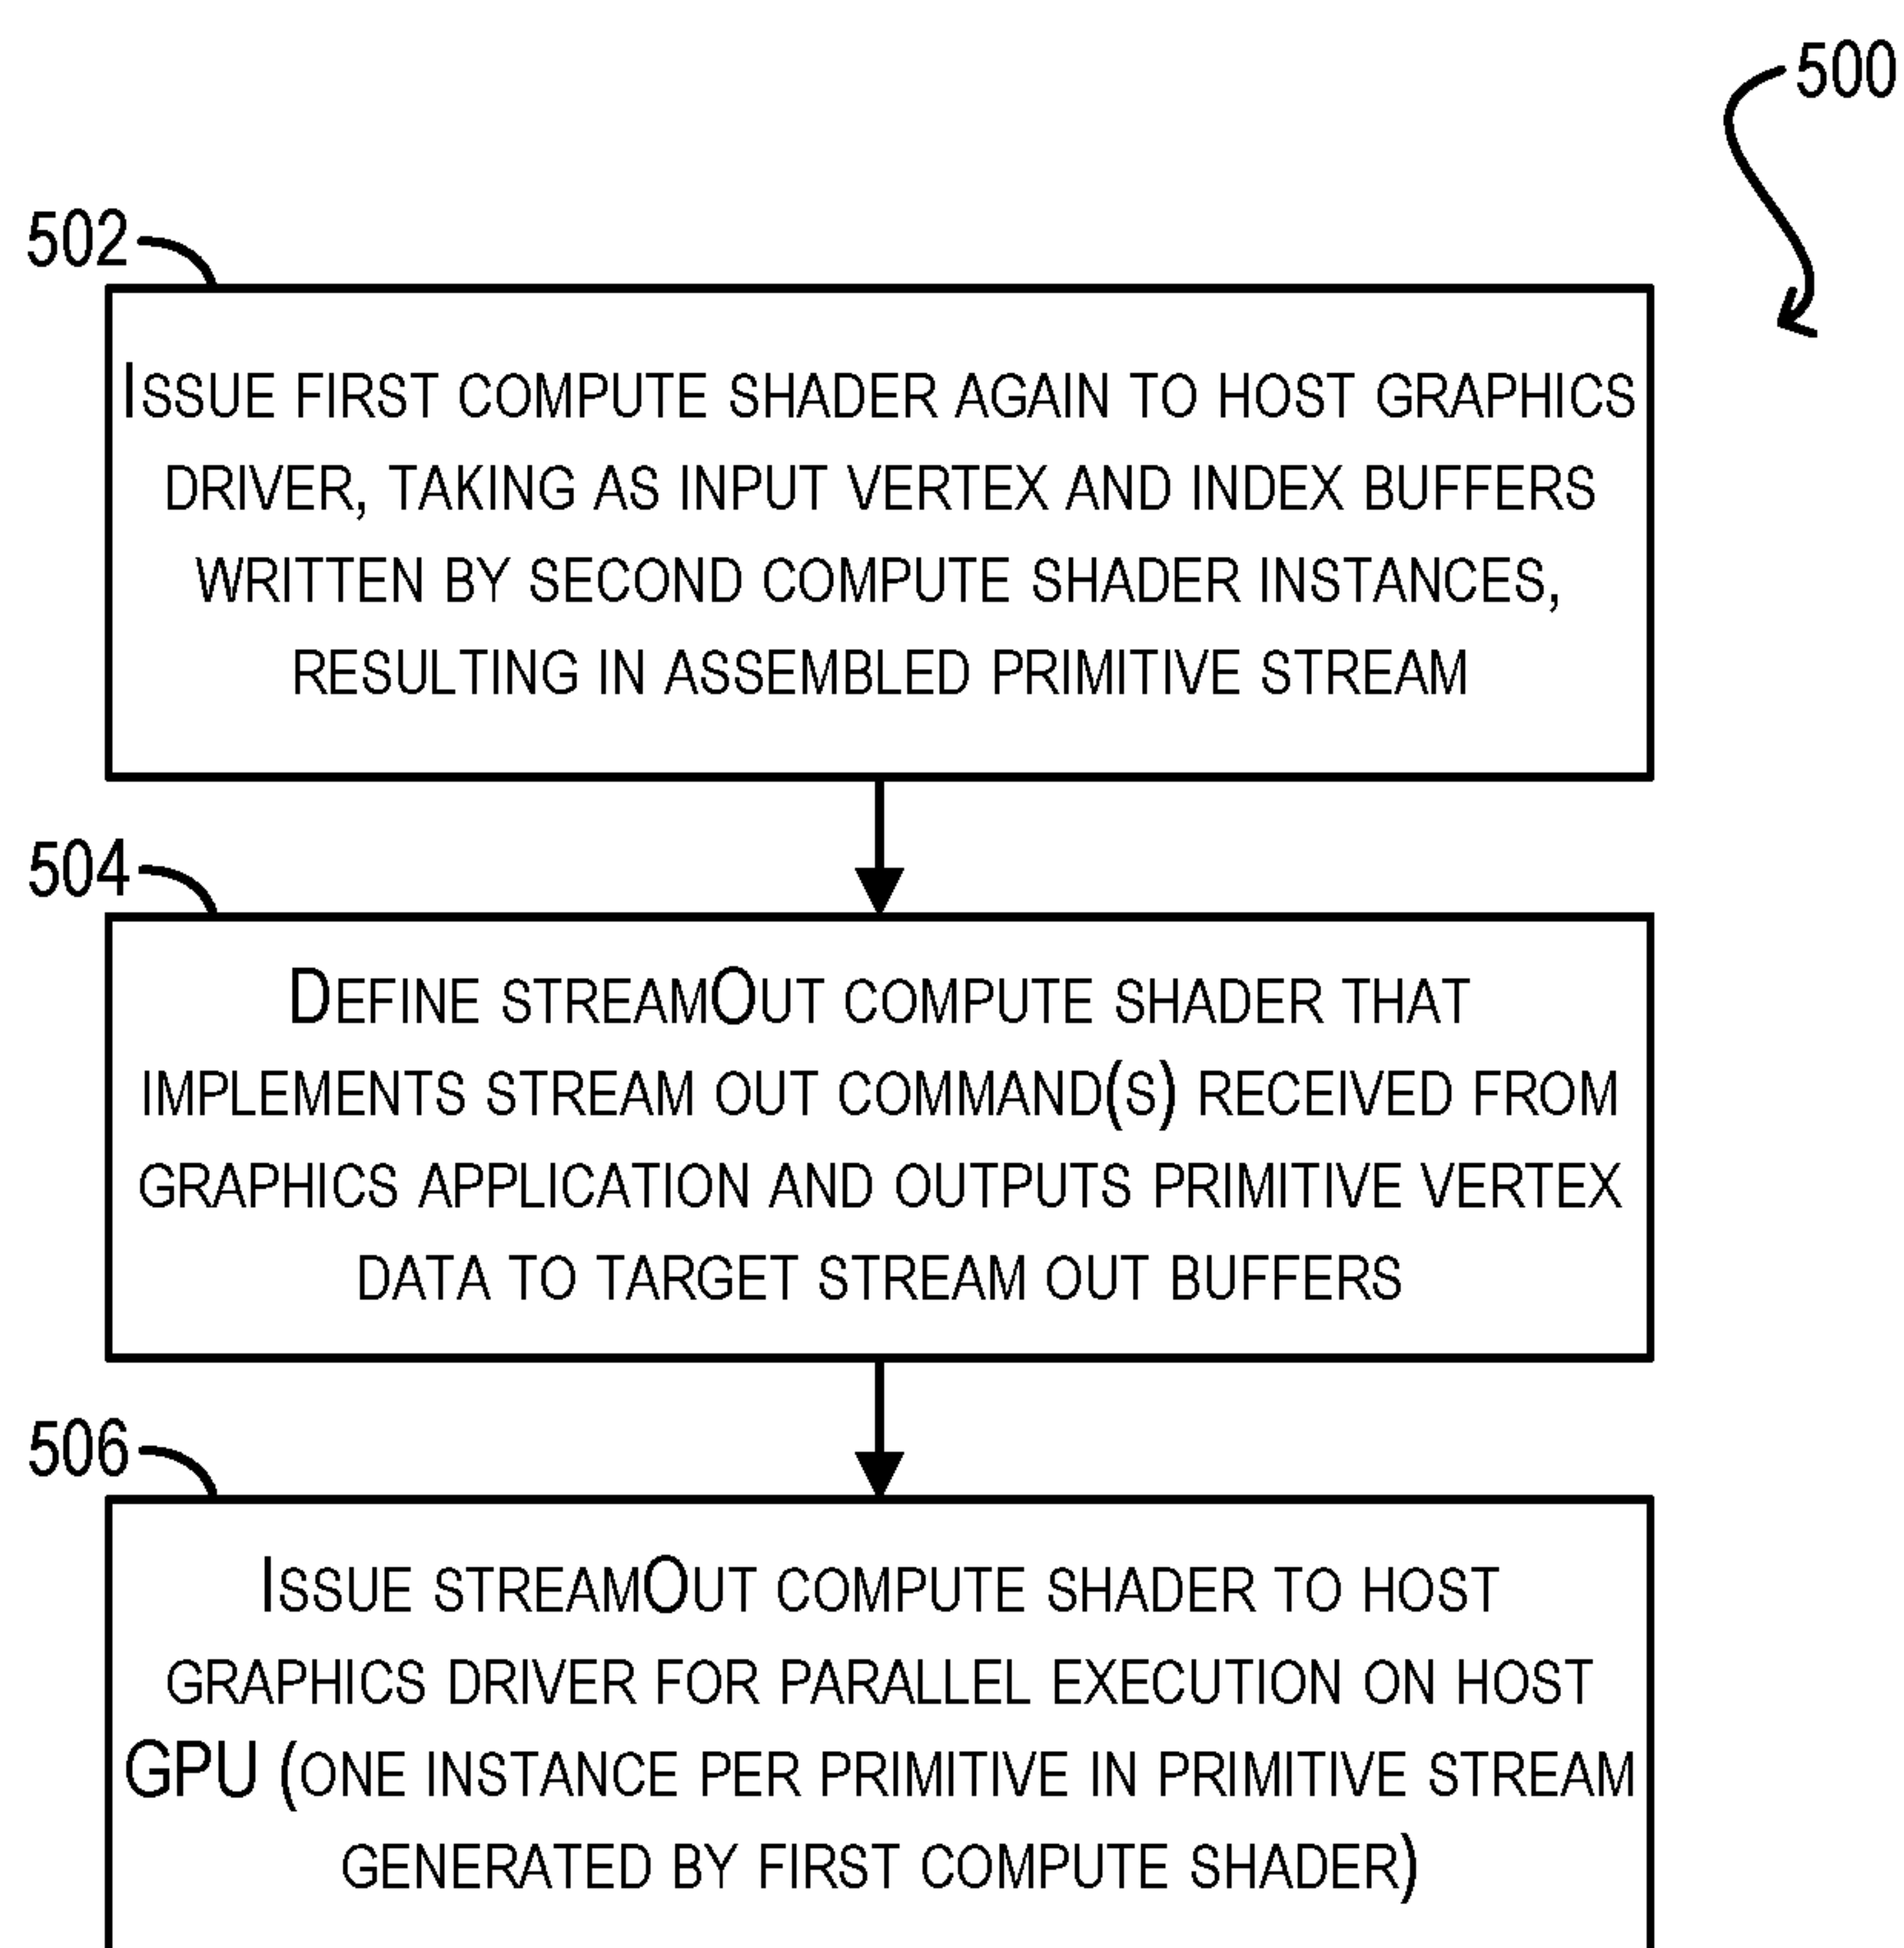 500
502
Issue first compute shader again to host graphics
driver, taking as input vertex and index buffers
written by second compute shader instances,
resulting in assembled primitive stream
504
Define streamOut compute shader that
implements stream out command(s) received from
graphics application and outputs primitive vertex
data to target stream out buffers
506
Issue streamOut compute shader to host
graphics driver for parallel execution on host
GPU (one instance per primitive in primitive stream
generated by first compute shader)